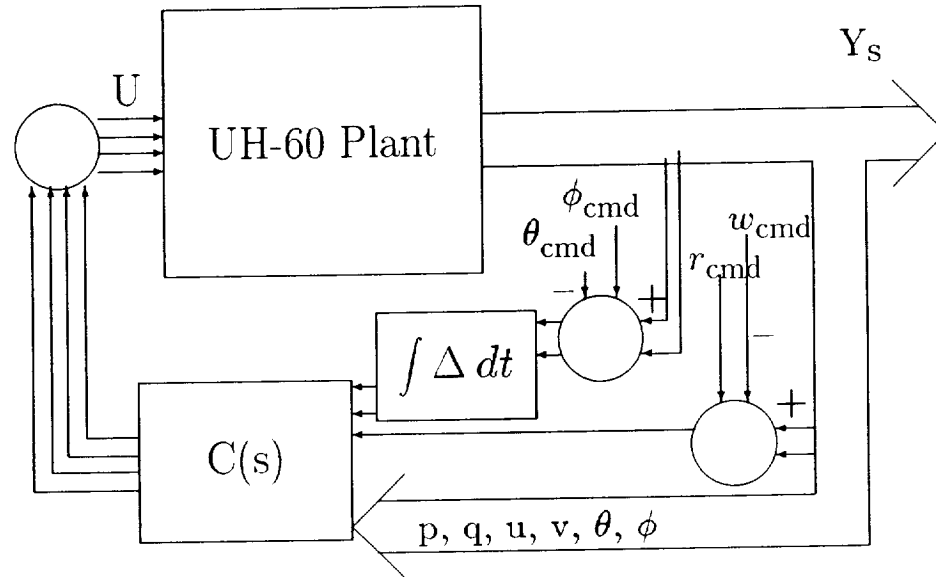 Y_s
U
UH-60 Plant
ϕ_cmd
θ_cmd
w_cmd
r_cmd
−
+
−
∫ Δ dt
+
C(s)
p, q, u, v, θ, ϕ